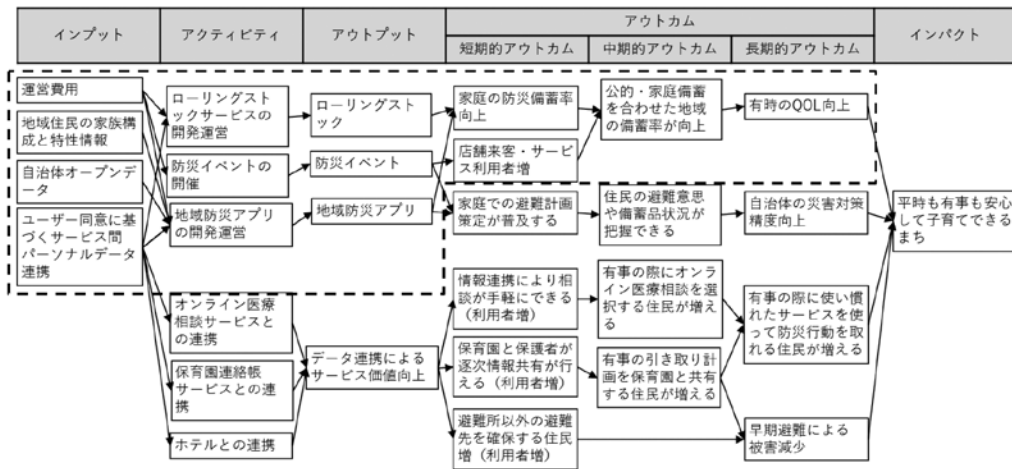 インプット
アクティビティ
アウトプット
アウトカム
短期的アウトカム
中期的アウトカム
長期的アウトカム
インパクト
運営費用
地域住民の家族構
成と特性情報
自治体オープン
データ
ユーザー同意に基
づくサービス間
パーソナルデータ
連携
ローリングスト
ックサービスの
開発運営
防災イベントの
開催
地域防災アプリ
の開発運営
オンライン医療
相談サービスと
の連携
保育園連絡帳
サービスとの連
携
ホテルとの連携
ローリングスト
ック
防災イベント
地域防災アプリ
データ連携による
サービス価値向上
家庭の防災備蓄率
向上
店舗来客・サービ
ス利用者増
家庭での避難計画
策定が普及する
情報連携により相
談が手軽にできる
(利用者増)
保育園と保護者が
逐次情報共有が行
える(利用者増)
避難所以外の避難
先を確保する住民
増(利用者増)
公的・家庭備蓄
を合わせた地域
の備蓄率が向上
住民の避難意思
や備蓄品状況が
把握できる
有事の際にオンラ
イン医療相談を選
択する住民が増え
る
有事の引き取り計
画を保育園と共有
する住民が増える
有時のQOL向上
自治体の災害対策
精度向上
有事の際に使い慣
れたサービスを使
って防災行動を取
れる住民が増える
早期避難による
被害減少
平時も有事も安心
して子育てできる
まち